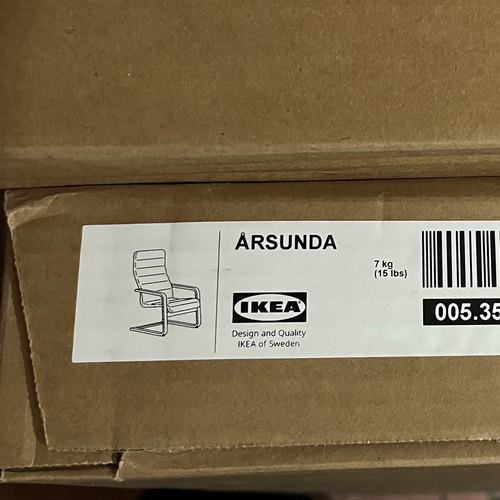 ÅRSUNDA
7 kg
(15 lbs)
IKEA
Design and Quality
IKEA of Sweden
005.35